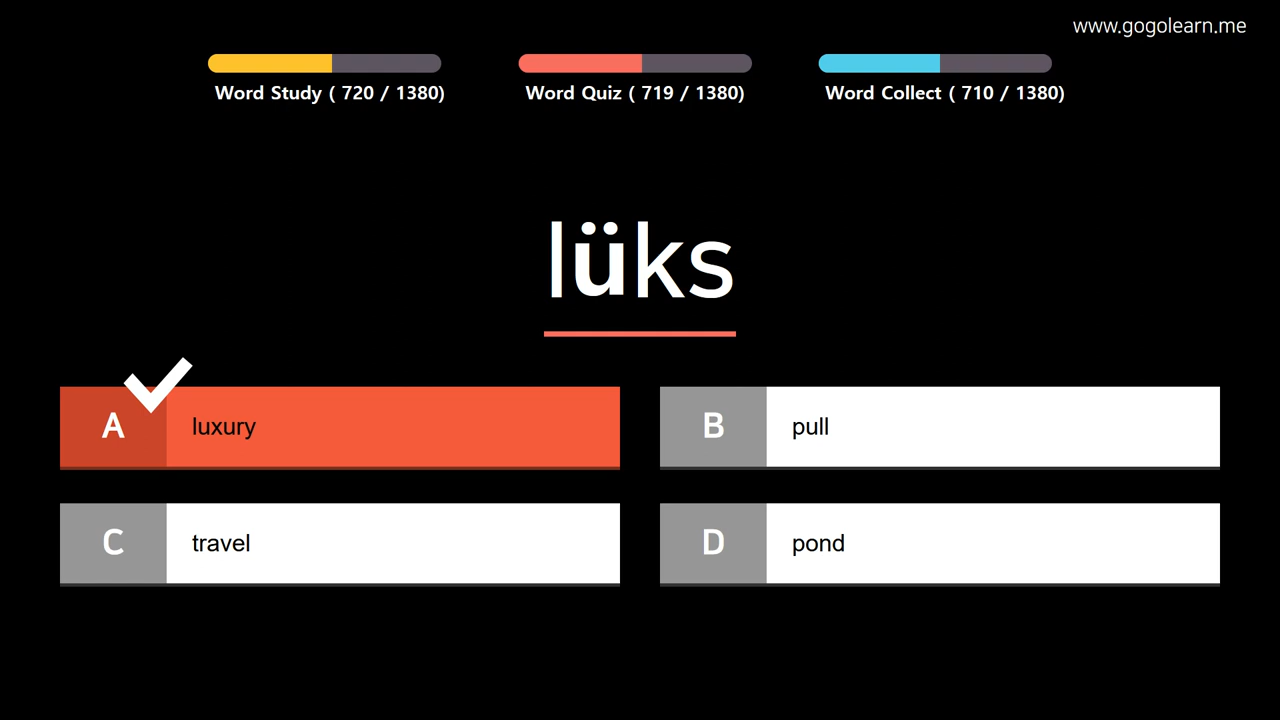 www.gogolearn.me
Word Study ( 720 / 1380)
Word Quiz ( 719 / 1380)
Word Collect ( 710 / 1380)
lüks
A luxury
B pull
C travel
D pond